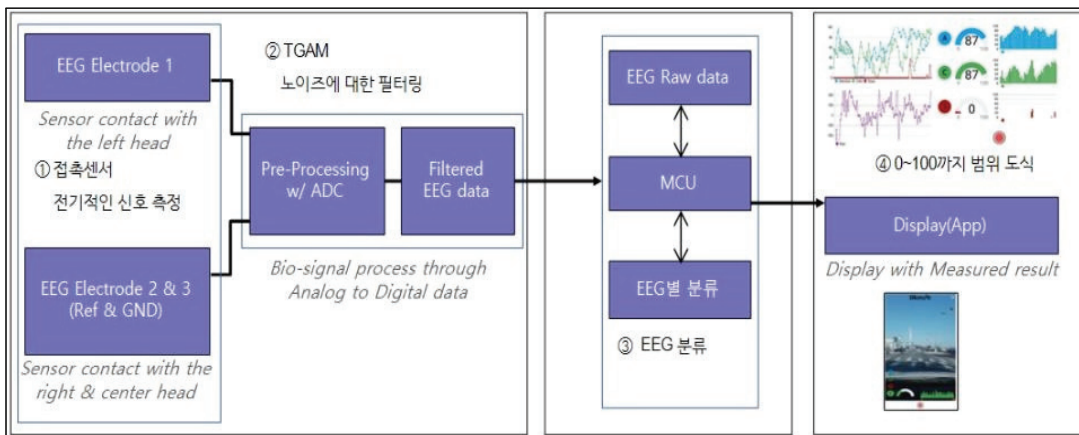 EEG Electrode 1
Sensor contact with
the left head
① 접촉센서
전기적인 신호 측정
EEG Electrode 2 & 3
(Ref & GND)
Sensor contact with the
right & center head
② TGAM
노이즈에 대한 필터링
Pre-Processing
w/ ADC
Filtered
EEG data
Bio-signal process through
Analog to Digital data
EEG Raw data
MCU
EEG별 분류
③ EEG 분류
A
87
C
87
0
④ 0~100까지 범위 도식
Display(App)
Display with Measured result